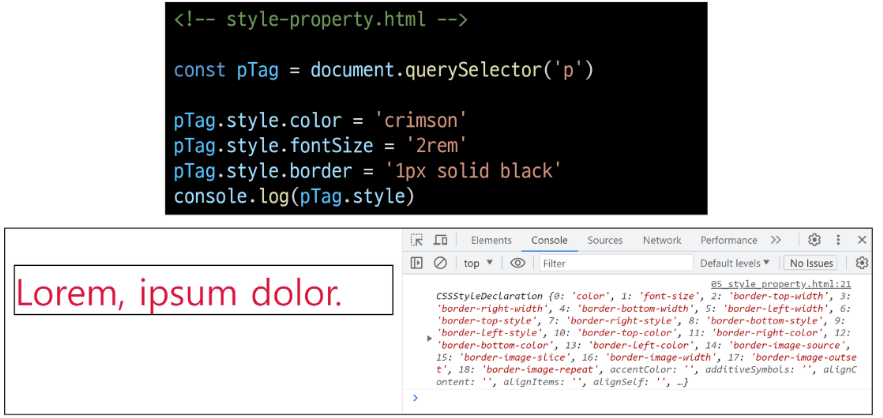 <!-- style-property.html -->
const pTag = document.querySelector('p')
pTag.style.color = 'crimson'
pTag.style.fontSize = '2rem'
pTag.style.border = '1px solid black'
console.log(pTag.style)
Lorem, ipsum dolor.
Elements Console Sources Network Performance
top Filter Default levels No Issues
05_style_property.html:21
CSSStyleDeclaration {0: 'color', 1: 'font-size', 2: 'border-top-width', 3:
'border-right-width', 4: 'border-bottom-width', 5: 'border-left-width', 6:
'border-top-style', 7: 'border-right-style', 8: 'border-bottom-style', 9:
'border-left-style', 10: 'border-top-color', 11: 'border-right-color', 12:
'border-bottom-color', 13: 'border-left-color', 14: 'border-image-source',
15: 'border-image-slice', 16: 'border-image-width', 17: 'border-image-outse
t', 18: 'border-image-repeat', accentColor: '', additiveSymbols: '', alignC
ontent: '', alignItems: '', alignSelf: '', …}